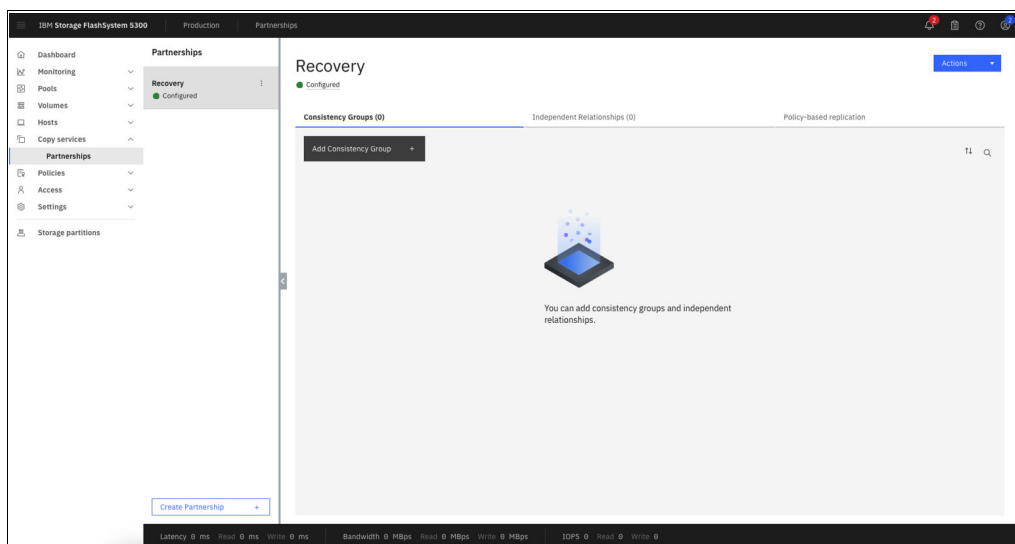 IBM Storage FlashSystem 5300 Production Partnerships 2 2
Dashboard
Monitoring
Pools
Volumes
Hosts
Copy services
Partnerships
Policies
Access
Settings
Storage partitions
Partnerships
Recovery
Configured
Create Partnership +
Recovery
Configured
Actions
Consistency Groups (0) Independent Relationships (0) Policy-based replication
Add Consistency Group +
You can add consistency groups and independent
relationships.
Latency 0 ms Read 0 ms Write 0 ms Bandwidth 0 MBps Read 0 MBps Write 0 MBps IOPS 0 Read 0 Write 0